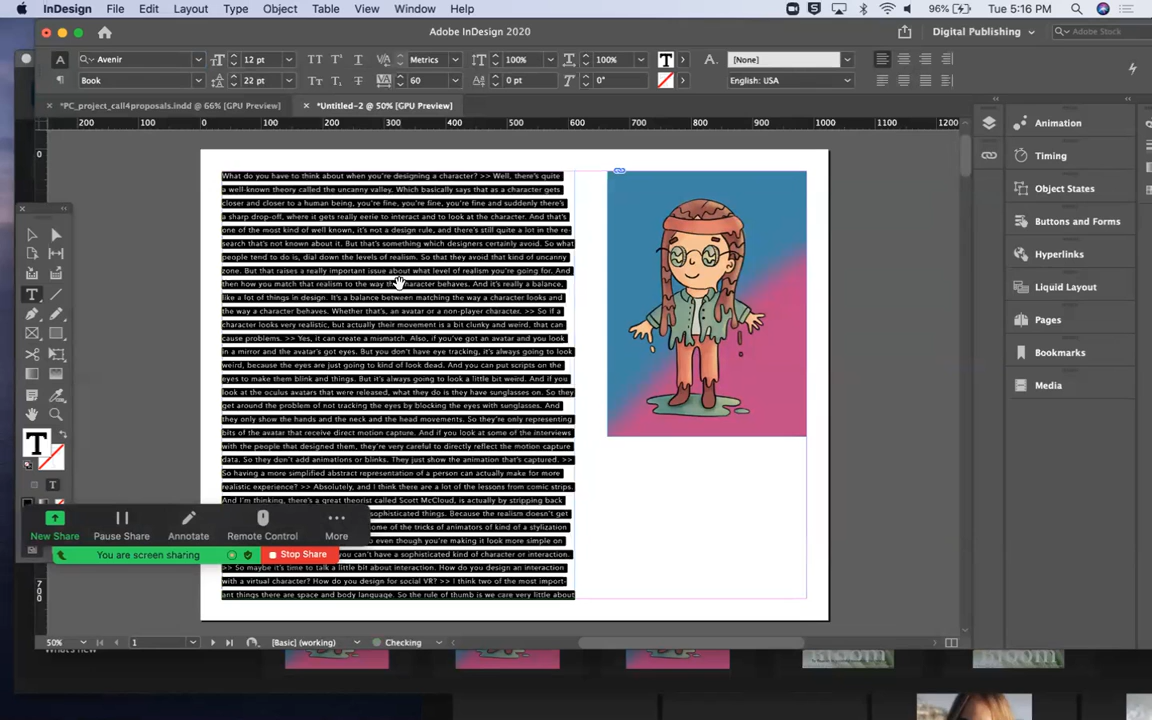 InDesign File Edit Layout Type Object Table View Window Help 96% Tue 5:16 PM
Adobe InDesign 2020 Digital Publishing Adobe Stock
Avenir 12 pt TT T¹ T Metrics 100% 100% T A. [None]
Book 22 pt Tt T₁ T 60 0 pt 0° English: USA
*PC_project_call4proposals.indd @ 66% [GPU Preview] *Untitled-2 @ 50% [GPU Preview]
200 100 0 100 200 300 400 500 600 700 800 900 1000 1100 1200
0
What do you have to think about when you're designing a character? >> Well, there's quite
a well-known theory called the uncanny valley. Which basically says that as a character gets
closer and closer to a human being, you're fine, you're fine, you're fine and suddenly there's
a sharp drop-off, where it gets really eerie to interact and to look at the character. And that's
one of the most kind of well known, it's not a design rule, and there's still quite a lot in the re-
search that's not known about it. But that's something which designers certainly avoid. So what
people tend to do is, dial down the levels of realism. So that they avoid that kind of uncanny
zone. But that raises a really important issue about what level of realism you're going for. And
then how you match that realism to the way the character behaves. And it's really a balance,
like a lot of things in design. It's a balance between matching the way a character looks and
the way a character behaves. Whether that's, an avatar or a non-player character. >> So if a
character looks very realistic, but actually their movement is a bit clunky and weird, that can
cause problems. >> Yes, it can create a mismatch. Also, if you've got an avatar and you look
in a mirror and the avatar's got eyes. But you don't have eye tracking, it's always going to look
weird, because the eyes are just going to kind of look dead. And you can put scripts on the
eyes to make them blink and things. But it's always going to look a little bit weird. And if you
look at the oculus avatars that were released, what they do is they have sunglasses on. So they
get around the problem of not tracking the eyes by blocking the eyes with sunglasses. And
they only show the hands and the neck and the head movements. So they're only representing
bits of the avatar that receive direct motion capture. And if you look at some of the interviews
with the people that designed them, they're very careful to directly reflect the motion capture
data. So they don't add animations or blinks. They just show the animation that's captured. >>
So having a more simplified abstract representation of a person can actually make for more
realistic experience? >> Absolutely, and I think there are a lot of the lessons from comic strips.
And I'm thinking, there's a great theorist called Scott McCloud, is actually by stripping back
sophisticated things. Because the realism doesn't get
ome of the tricks of animators of kind of a stylization
even though you're making it look more simple on
you can't have a sophisticated kind of character or interaction.
>> So maybe it's time to talk a little bit about interaction. How do you design an interaction
with a virtual character? How do you design for social VR? >> I think two of the most import-
ant things there are space and body language. So the rule of thumb is we care very little about
Animation
Timing
Object States
Buttons and Forms
Hyperlinks
Liquid Layout
Pages
Bookmarks
Media
T
T
New Share Pause Share Annotate Remote Control More
You are screen sharing Stop Share
700
50% 1 [Basic] (working) Checking
What's new